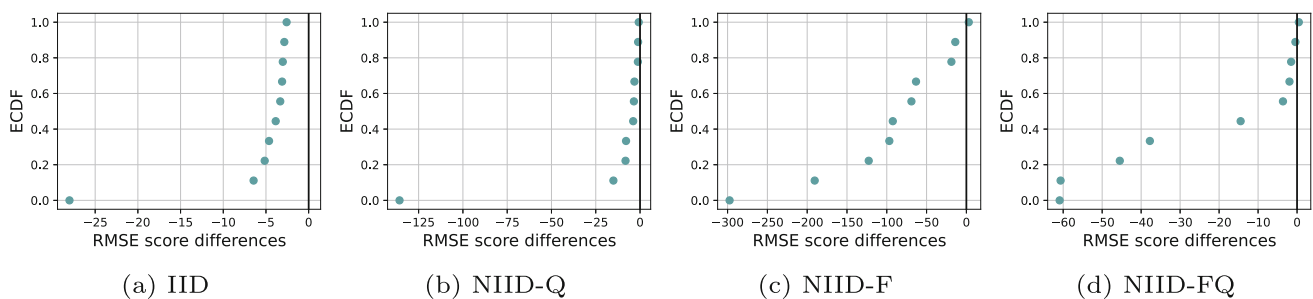 1.0
0.8
0.6
0.4
0.2
0.0
ECDF
−25 −20 −15 −10 −5 0
RMSE score differences
(a) IID
1.0
0.8
0.6
0.4
0.2
0.0
ECDF
−125 −100 −75 −50 −25 0
RMSE score differences
(b) NIID-Q
1.0
0.8
0.6
0.4
0.2
0.0
ECDF
−300 −250 −200 −150 −100 −50 0
RMSE score differences
(c) NIID-F
1.0
0.8
0.6
0.4
0.2
0.0
ECDF
−60 −50 −40 −30 −20 −10 0
RMSE score differences
(d) NIID-FQ